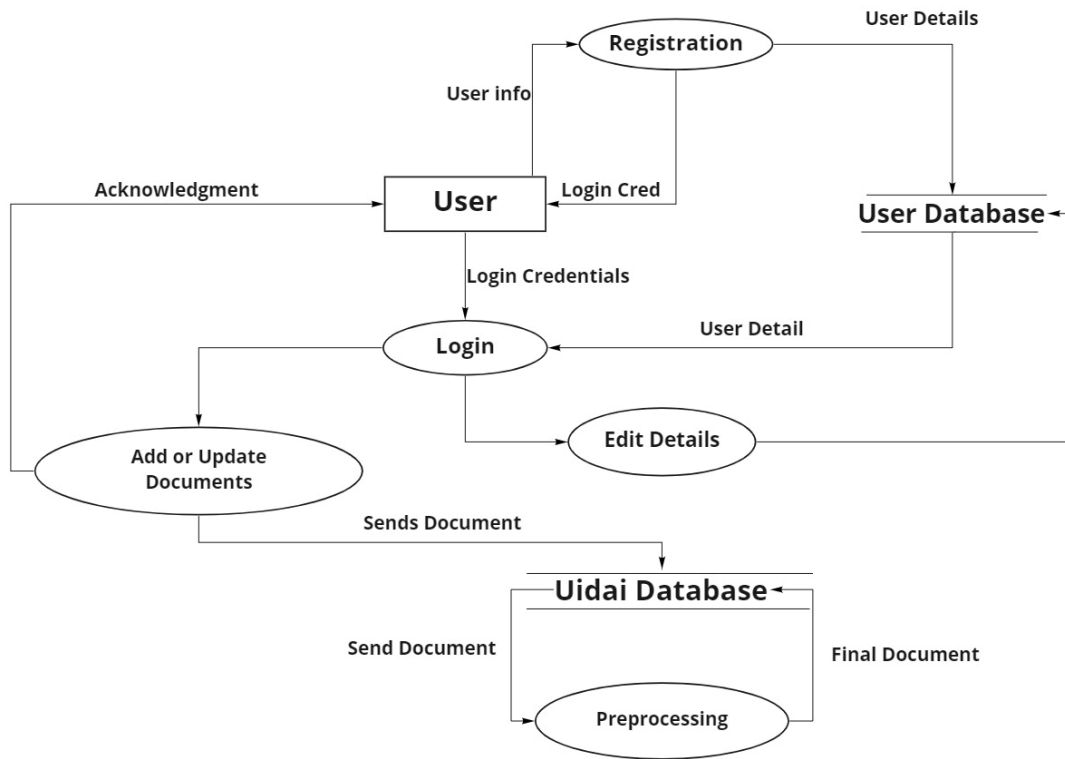 User Details
Registration
User info
Acknowledgment
Login Cred
User
User Database
Login Credentials
User Detail
Login
Edit Details
Add or Update
Documents
Sends Document
Uidai Database
Send Document
Final Document
Preprocessing